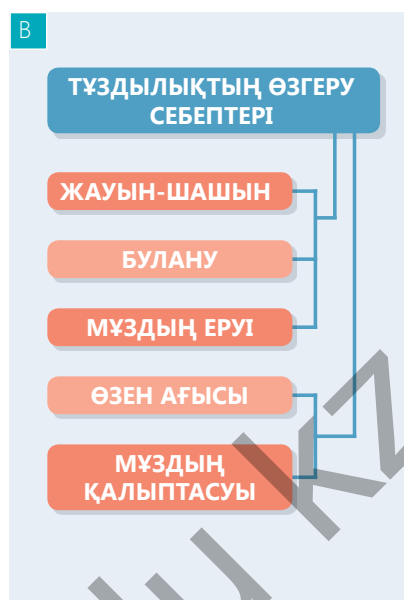 B
ТҰЗДЫЛЫҚТЫҢ ӨЗГЕРУ
СЕБЕПТЕРІ
ЖАУЫН-ШАШЫН
БУЛАНУ
МҰЗДЫҢ ЕРУІ
ӨЗЕН АҒЫСЫ
МҰЗДЫҢ
ҚАЛЫПТАСУЫ